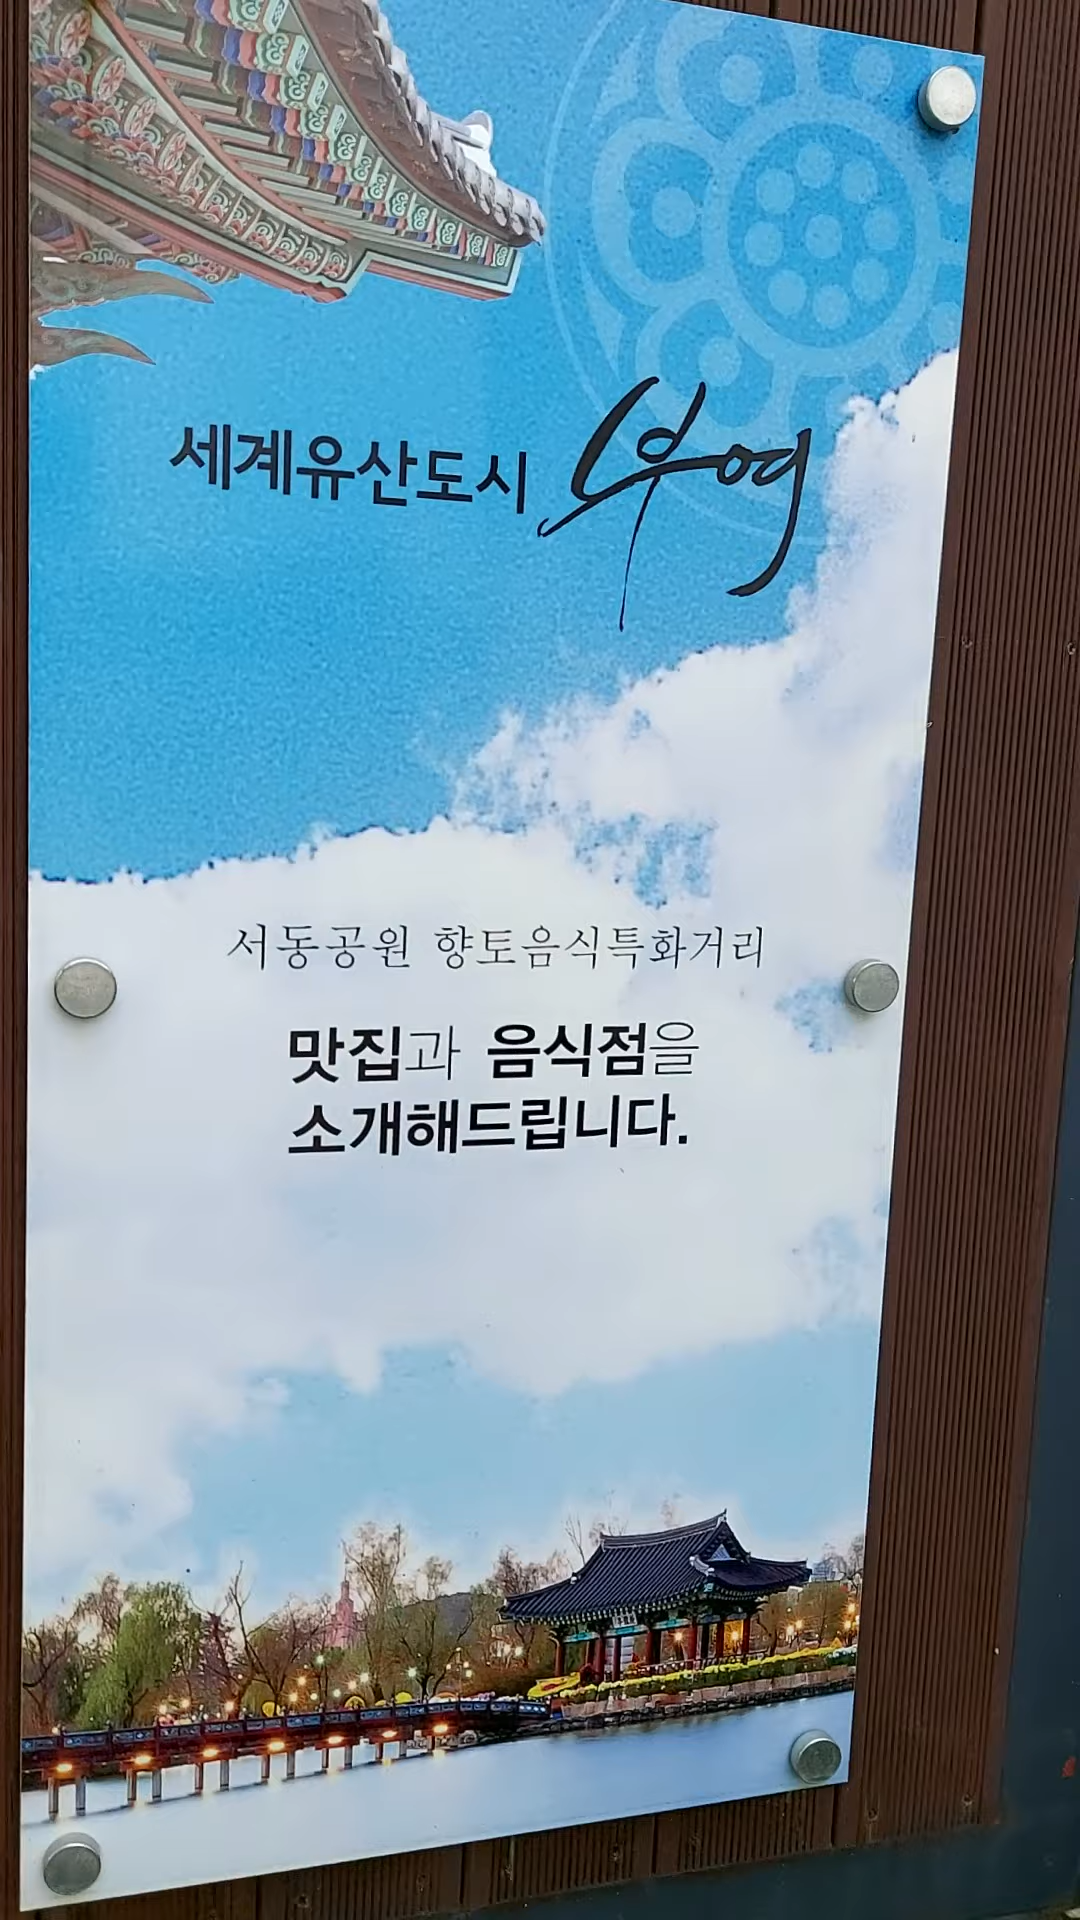 세계유산도시 부여
서동공원 향토음식특화거리
맛집과 음식점을
소개해드립니다.